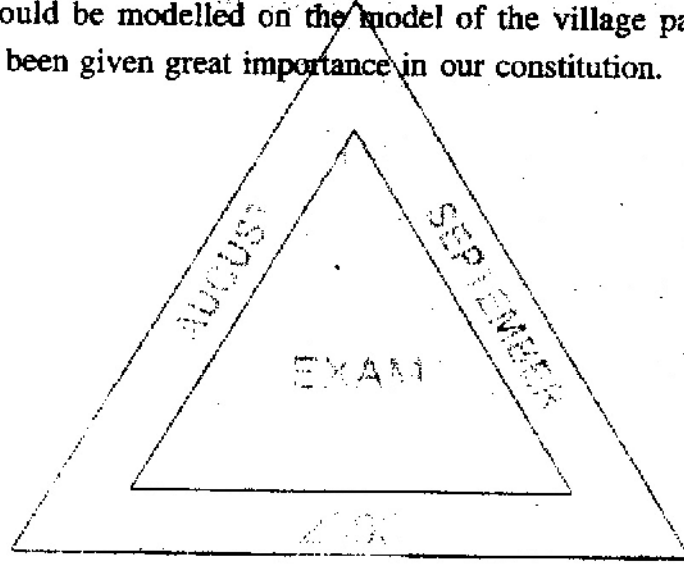 ould be modelled on the model of the village pa
been given great importance in our constitution.
AUGUST
SEPTEMBER
EXAM